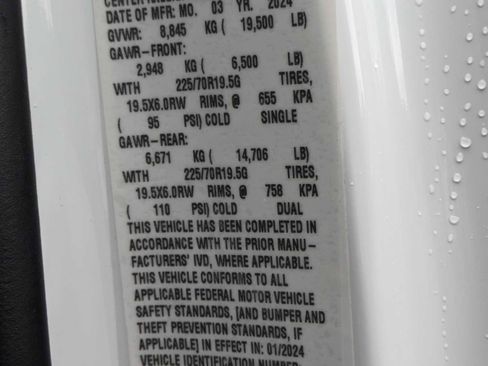 DATE OF MFR: MO. 03 YR. 2024
GVWR: 8,845 KG ( 19,500 LB)
GAWR-FRONT:
2,948 KG ( 6,500 LB)
WITH 225/70R19.5G TIRES,
19.5X6.0RW RIMS, @ 655 KPA
( 95 PSI) COLD SINGLE
GAWR-REAR:
6,671 KG ( 14,706 LB)
WITH 225/70R19.5G TIRES,
19.5X6.0RW RIMS, @ 758 KPA
( 110 PSI) COLD DUAL
THIS VEHICLE HAS BEEN COMPLETED IN
ACCORDANCE WITH THE PRIOR MANU-
FACTURERS' IVD, WHERE APPLICABLE.
THIS VEHICLE CONFORMS TO ALL
APPLICABLE FEDERAL MOTOR VEHICLE
SAFETY STANDARDS, [AND BUMPER AND
THEFT PREVENTION STANDARDS, IF
APPLICABLE] IN EFFECT IN: 01/2024
VEHICLE IDENTIFICATION NUMBER: